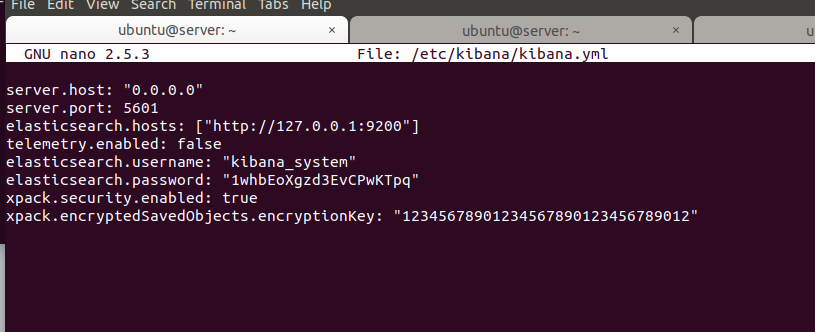 File Edit View Search Terminal Tabs Help
ubuntu@server: ~ × ubuntu@server: ~ × u
GNU nano 2.5.3 File: /etc/kibana/kibana.yml
server.host: "0.0.0.0"
server.port: 5601
elasticsearch.hosts: ["http://127.0.0.1:9200"]
telemetry.enabled: false
elasticsearch.username: "kibana_system"
elasticsearch.password: "1whbEoXgzd3EvCPwKTpq"
xpack.security.enabled: true
xpack.encryptedSavedObjects.encryptionKey: "12345678901234567890123456789012"